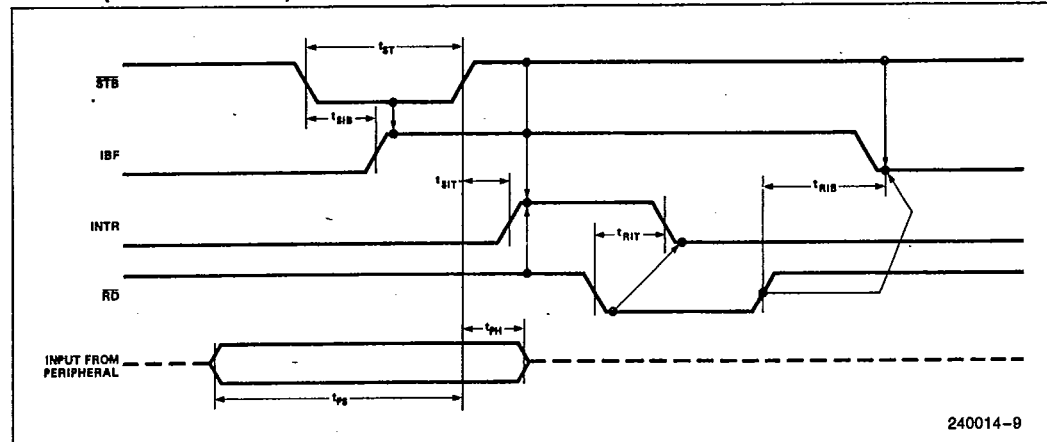 t_ST
STB
t_SIB
IBF
t_SIT
t_RIB
INTR
t_RIT
RD
t_PH
INPUT FROM
PERIPHERAL
t_PS
240014-9